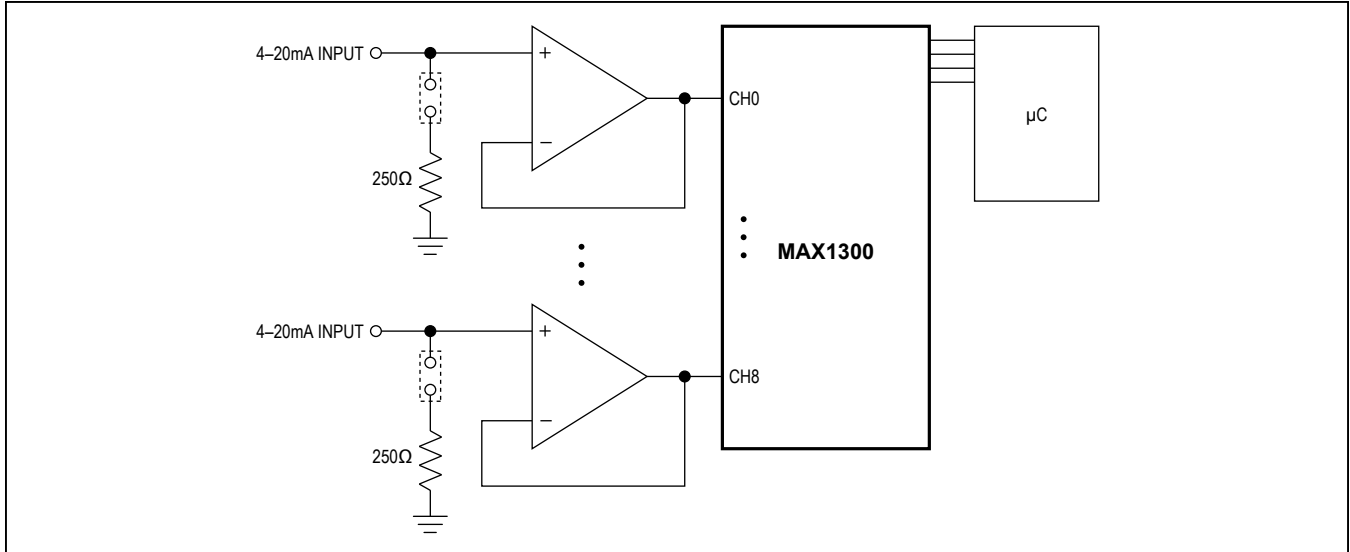 4–20mA INPUT
+
CH0
µC
−
250Ω
MAX1300
4–20mA INPUT
+
CH8
−
250Ω